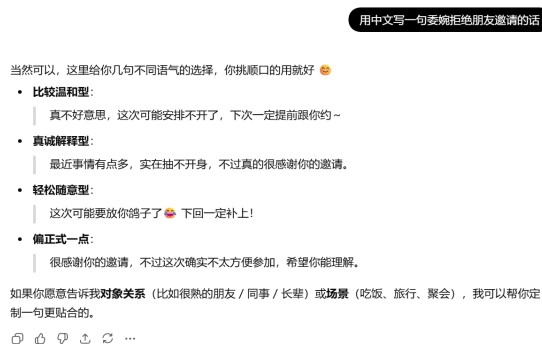 用中文写一句委婉拒绝朋友邀请的话
当然可以，这里给你几句不同语气的选择，你挑顺口的用就好 😊
• 比较温和型：
真不好意思，这次可能安排不开了，下次一定提前跟你约～
• 真诚解释型：
最近事情有点多，实在抽不开身，不过真的很感谢你的邀请。
• 轻松随意型：
这次可能要放你鸽子了😂 下回一定补上！
• 偏正式一点：
很感谢你的邀请，不过这次确实不太方便参加，希望你能理解。
如果你愿意告诉我对象关系（比如很熟的朋友 / 同事 / 长辈）或场景（吃饭、旅行、聚会），我可以帮你定
制一句更贴合的。